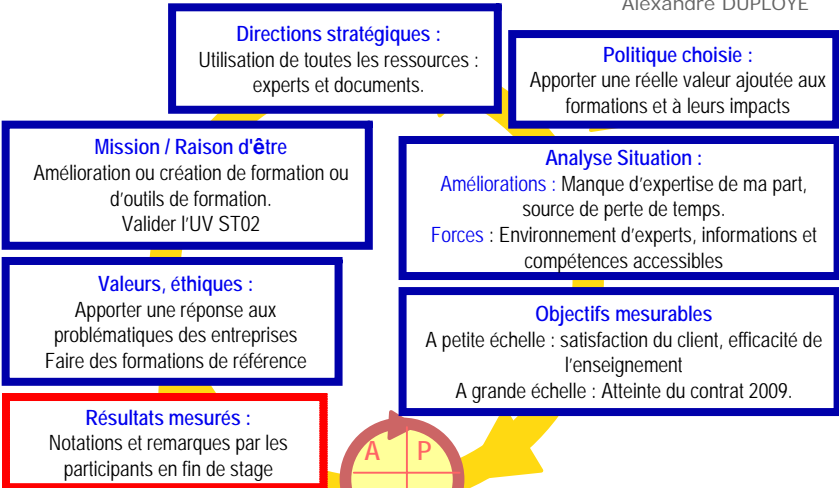 Alexandre DUPLOYE
Directions stratégiques :
Utilisation de toutes les ressources :
experts et documents.
Politique choisie :
Apporter une réelle valeur ajoutée aux
formations et à leurs impacts
Mission / Raison d'être
Amélioration ou création de formation ou
d'outils de formation.
Valider l'UV ST02
Analyse Situation :
Améliorations : Manque d'expertise de ma part,
source de perte de temps.
Forces : Environnement d'experts, informations et
compétences accessibles
Valeurs, éthiques :
Apporter une réponse aux
problématiques des entreprises
Faire des formations de référence
Objectifs mesurables
A petite échelle : satisfaction du client, efficacité de
l'enseignement
A grande échelle : Atteinte du contrat 2009.
Résultats mesurés :
Notations et remarques par les
participants en fin de stage
A P